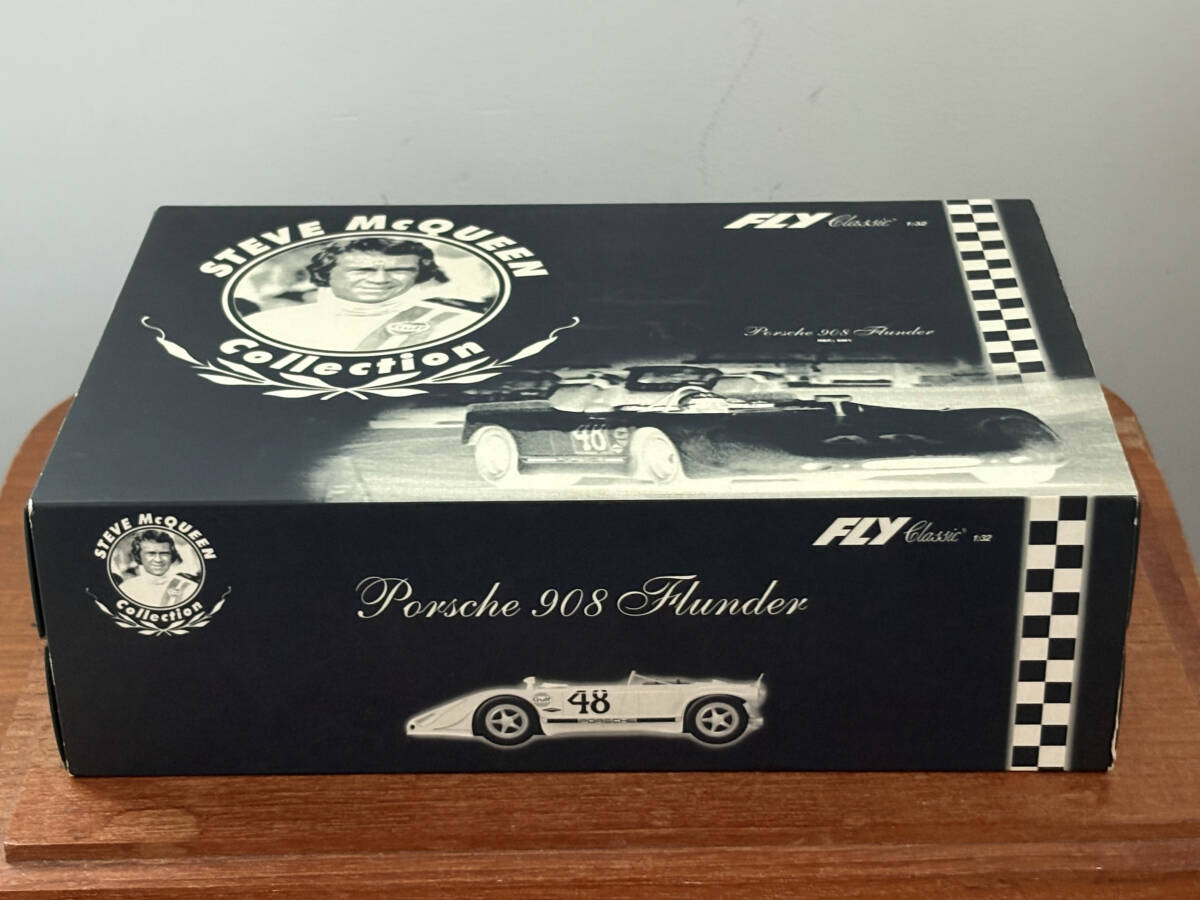 STEVE McQUEEN
Collection
FLY Classic 1:32
Porsche 908 Flunder
48
STEVE McQUEEN
Collection
FLY Classic 1:32
Porsche 908 Flunder
48
PORSCHE